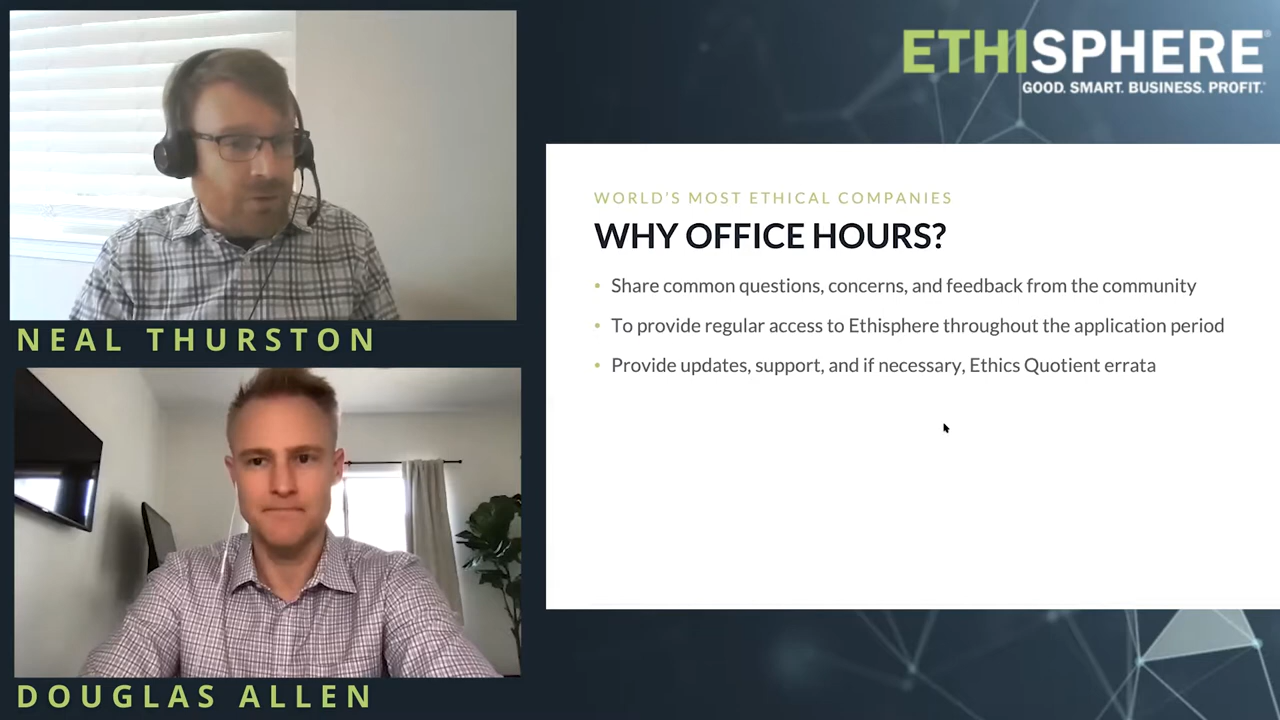 NEAL THURSTON
DOUGLAS ALLEN
ETHISPHERE®
GOOD. SMART. BUSINESS. PROFIT.®
WORLD'S MOST ETHICAL COMPANIES
WHY OFFICE HOURS?
• Share common questions, concerns, and feedback from the community
• To provide regular access to Ethisphere throughout the application period
• Provide updates, support, and if necessary, Ethics Quotient errata